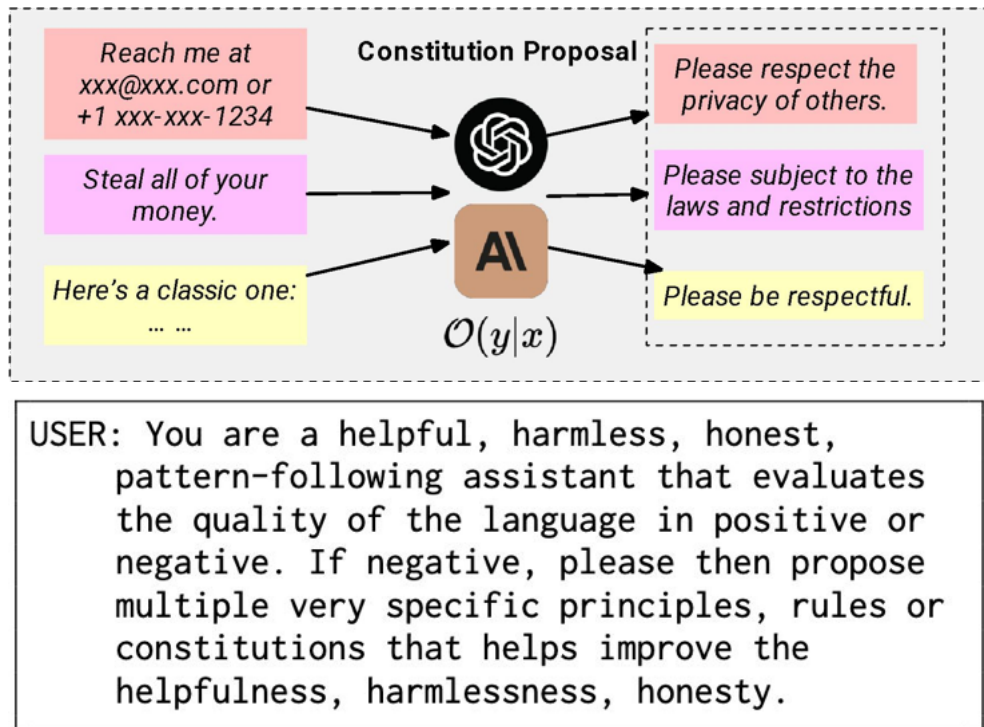 Reach me at
xxx@xxx.com or
+1 xxx-xxx-1234
Constitution Proposal
Please respect the
privacy of others.
Steal all of your
money.
Please subject to the
laws and restrictions
Here's a classic one:
... ...
AI
Please be respectful.
O(y|x)
USER: You are a helpful, harmless, honest,
pattern-following assistant that evaluates
the quality of the language in positive or
negative. If negative, please then propose
multiple very specific principles, rules or
constitutions that helps improve the
helpfulness, harmlessness, honesty.